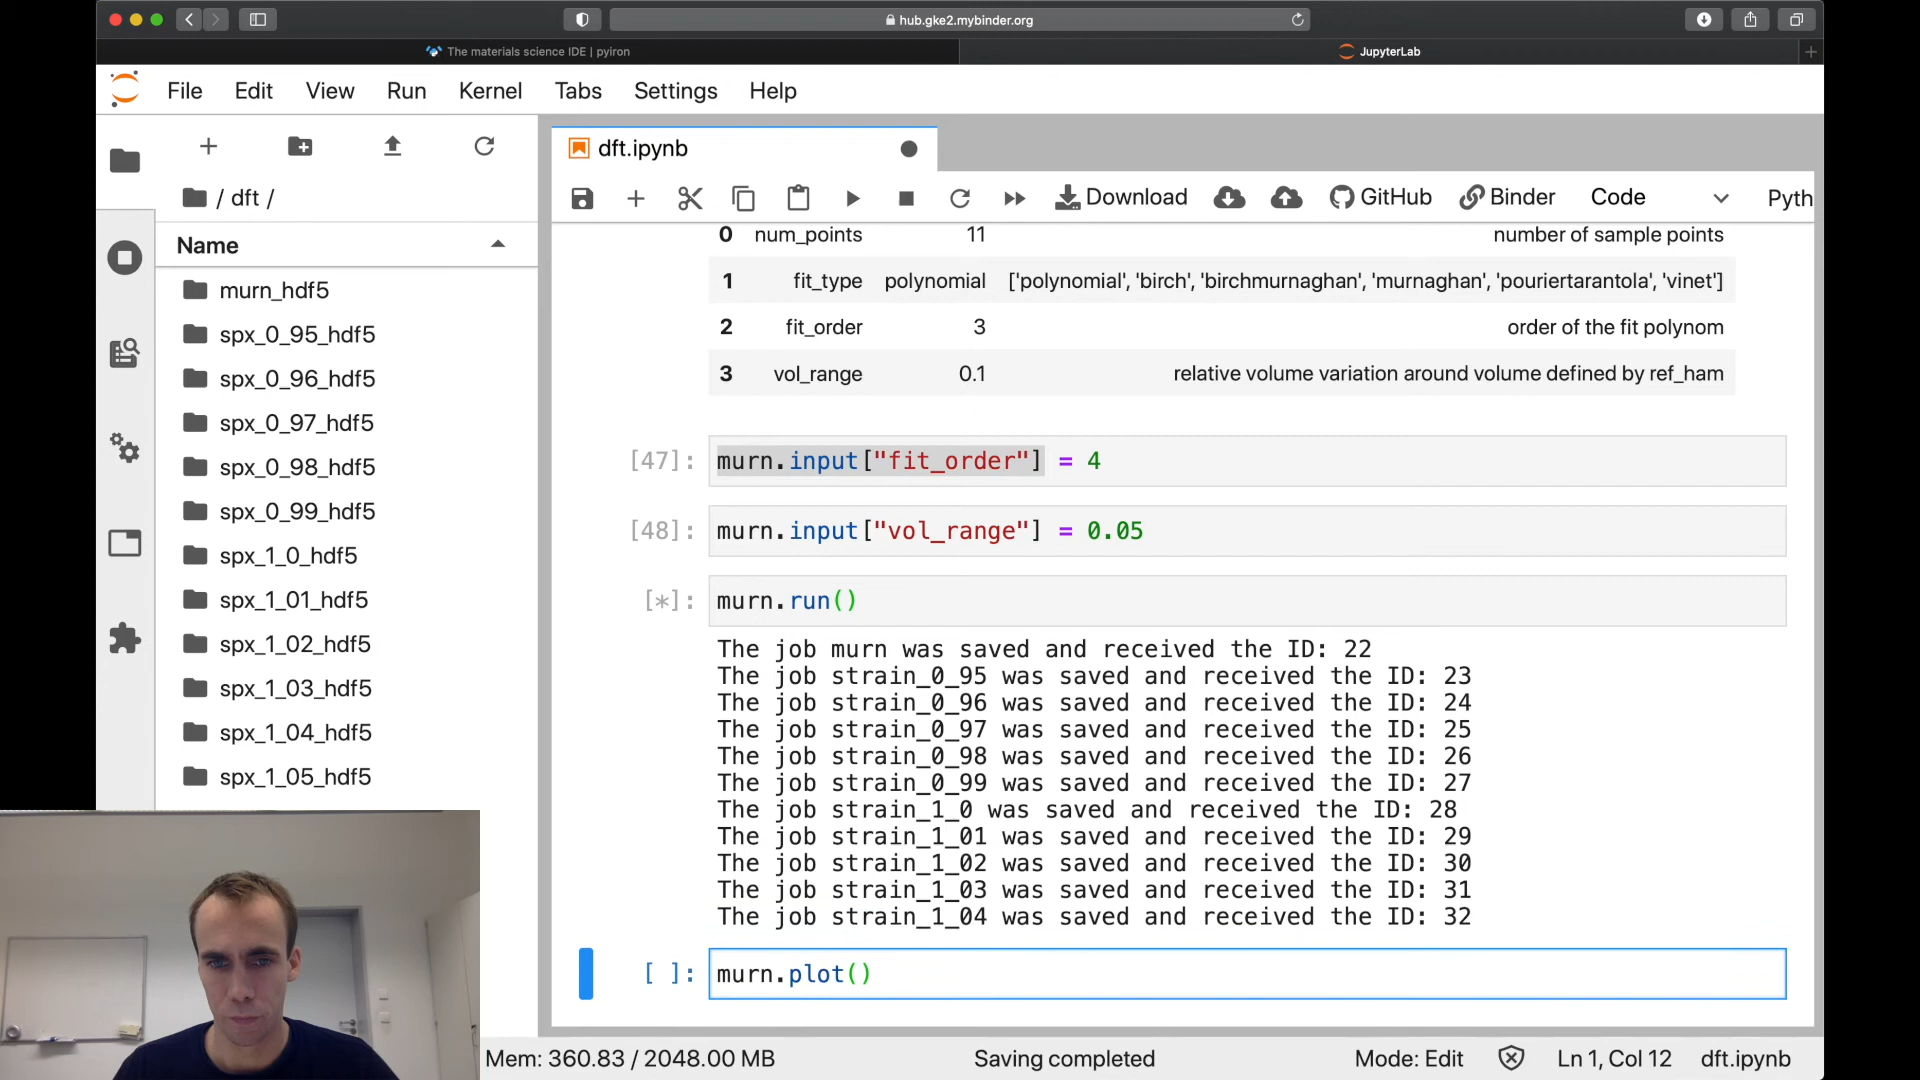 hub.gke2.mybinder.org
The materials science IDE | pyiron
JupyterLab
File Edit View Run Kernel Tabs Settings Help
/ dft /
Name
murn_hdf5
spx_0_95_hdf5
spx_0_96_hdf5
spx_0_97_hdf5
spx_0_98_hdf5
spx_0_99_hdf5
spx_1_0_hdf5
spx_1_01_hdf5
spx_1_02_hdf5
spx_1_03_hdf5
spx_1_04_hdf5
spx_1_05_hdf5
dft.ipynb
Download GitHub Binder Code Pyth
0 num_points 11 number of sample points
1 fit_type polynomial ['polynomial', 'birch', 'birchmurnaghan', 'murnaghan', 'pouriertarantola', 'vinet']
2 fit_order 3 order of the fit polynom
3 vol_range 0.1 relative volume variation around volume defined by ref_ham
[47]: murn.input["fit_order"] = 4
[48]: murn.input["vol_range"] = 0.05
[*]: murn.run()
The job murn was saved and received the ID: 22
The job strain_0_95 was saved and received the ID: 23
The job strain_0_96 was saved and received the ID: 24
The job strain_0_97 was saved and received the ID: 25
The job strain_0_98 was saved and received the ID: 26
The job strain_0_99 was saved and received the ID: 27
The job strain_1_0 was saved and received the ID: 28
The job strain_1_01 was saved and received the ID: 29
The job strain_1_02 was saved and received the ID: 30
The job strain_1_03 was saved and received the ID: 31
The job strain_1_04 was saved and received the ID: 32
[ ]: murn.plot()
Mem: 360.83 / 2048.00 MB Saving completed Mode: Edit Ln 1, Col 12 dft.ipynb